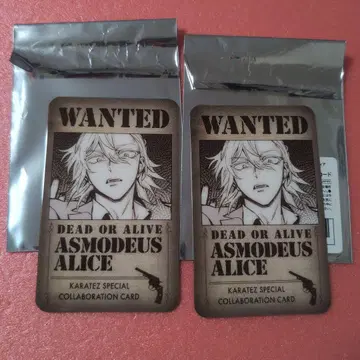 WANTED
DEAD OR ALIVE
ASMODEUS
ALICE
KARATEZ SPECIAL
COLLABORATION CARD
WANTED
DEAD OR ALIVE
ASMODEUS
ALICE
KARATEZ SPECIAL
COLLABORATION CARD